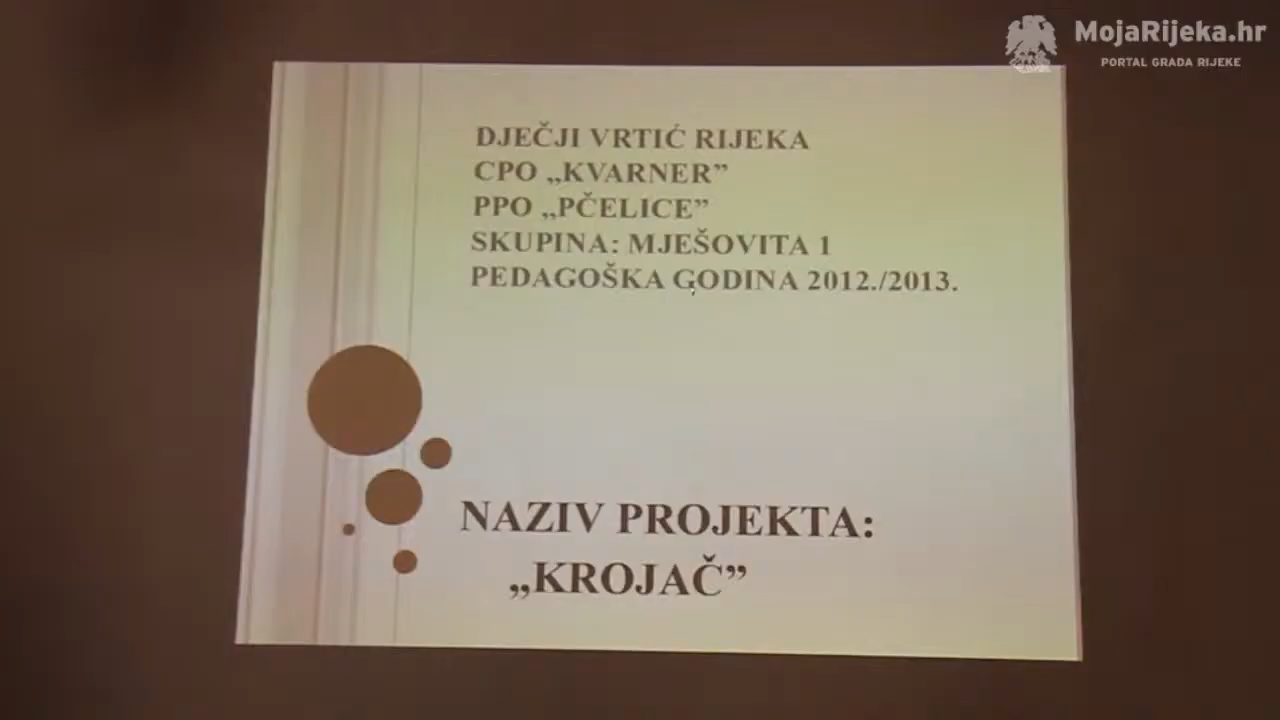 MojaRijeka.hr
PORTAL GRADA RIJEKE
DJEČJI VRTIĆ RIJEKA
CPO „KVARNER”
PPO „PČELICE”
SKUPINA: MJEŠOVITA 1
PEDAGOŠKA GODINA 2012./2013.
NAZIV PROJEKTA:
„KROJAČ”